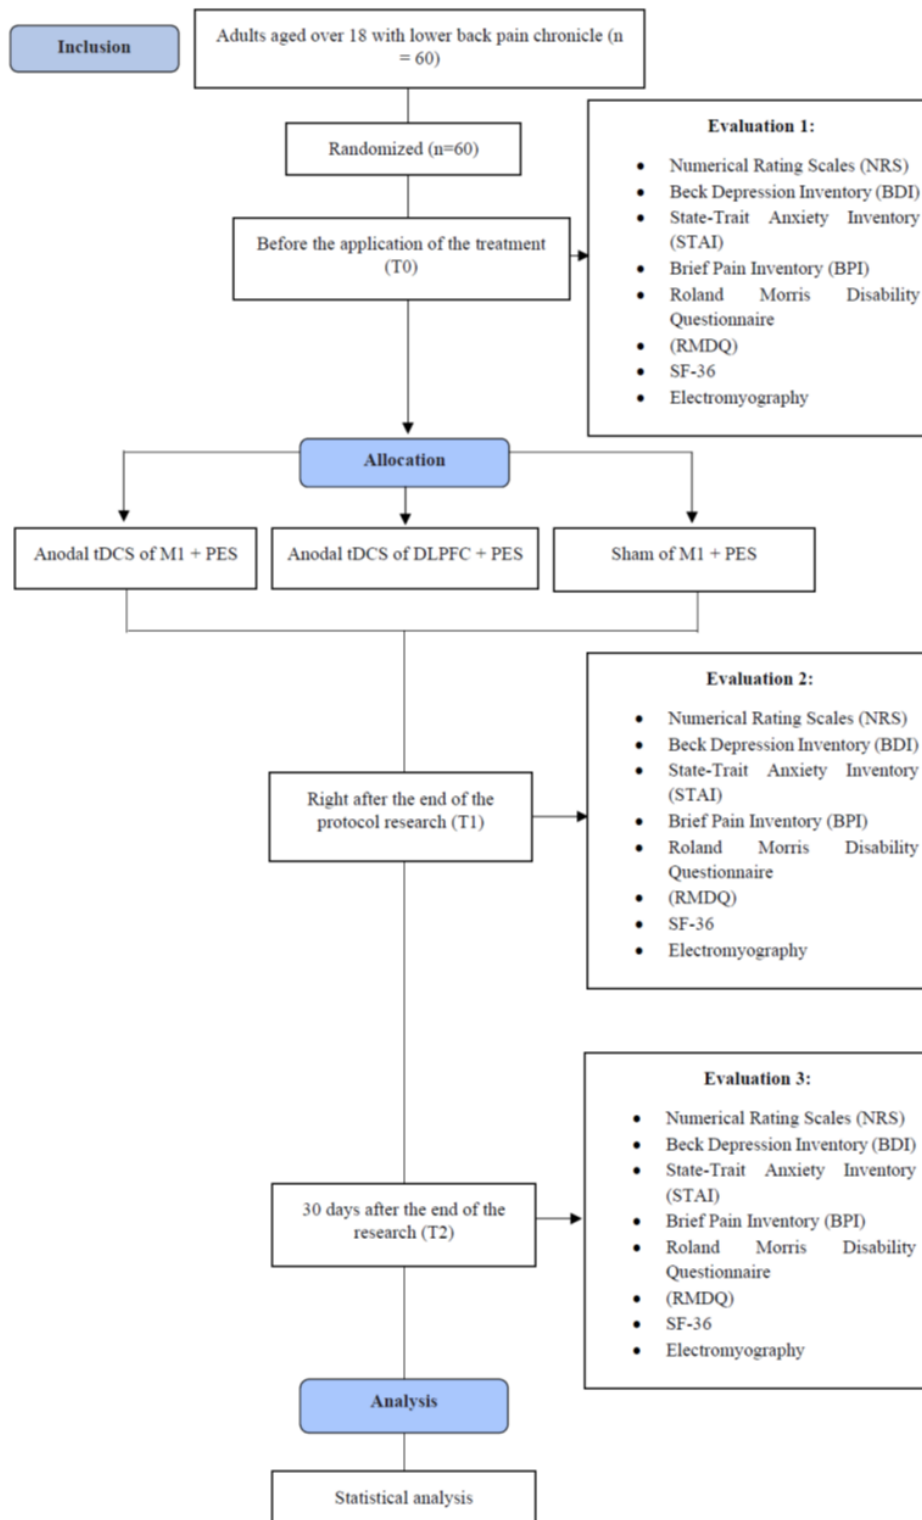 Inclusion
Adults aged over 18 with lower back pain chronicle (n
= 60)
Randomized (n=60)
Before the application of the treatment
(T0)
Evaluation 1:
• Numerical Rating Scales (NRS)
• Beck Depression Inventory (BDI)
• State-Trait Anxiety Inventory
(STAI)
• Brief Pain Inventory (BPI)
• Roland Morris Disability
Questionnaire
• (RMDQ)
• SF-36
• Electromyography
Allocation
Anodal tDCS of M1 + PES
Anodal tDCS of DLPFC + PES
Sham of M1 + PES
Right after the end of the
protocol research (T1)
Evaluation 2:
• Numerical Rating Scales (NRS)
• Beck Depression Inventory (BDI)
• State-Trait Anxiety Inventory
(STAI)
• Brief Pain Inventory (BPI)
• Roland Morris Disability
Questionnaire
• (RMDQ)
• SF-36
• Electromyography
30 days after the end of the
research (T2)
Evaluation 3:
• Numerical Rating Scales (NRS)
• Beck Depression Inventory (BDI)
• State-Trait Anxiety Inventory
(STAI)
• Brief Pain Inventory (BPI)
• Roland Morris Disability
Questionnaire
• (RMDQ)
• SF-36
• Electromyography
Analysis
Statistical analysis